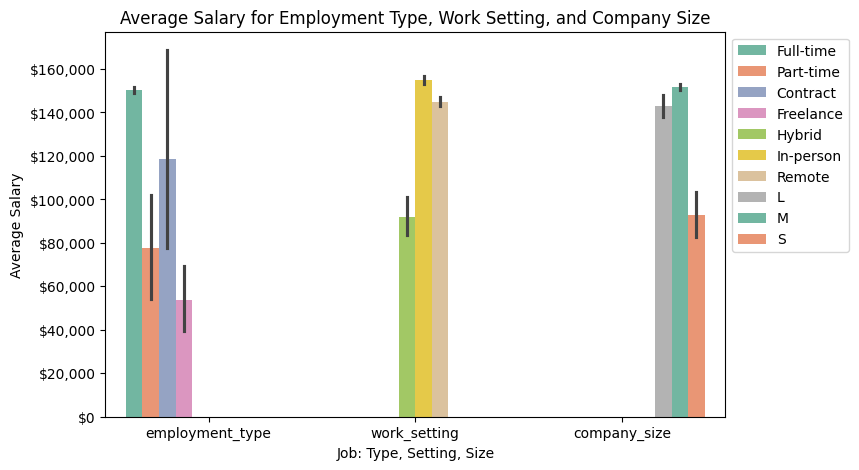 Average Salary for Employment Type, Work Setting, and Company Size
Average Salary
$160,000
$140,000
$120,000
$100,000
$80,000
$60,000
$40,000
$20,000
$0
employment_type
work_setting
company_size
Job: Type, Setting, Size
Full-time
Part-time
Contract
Freelance
Hybrid
In-person
Remote
L
M
S